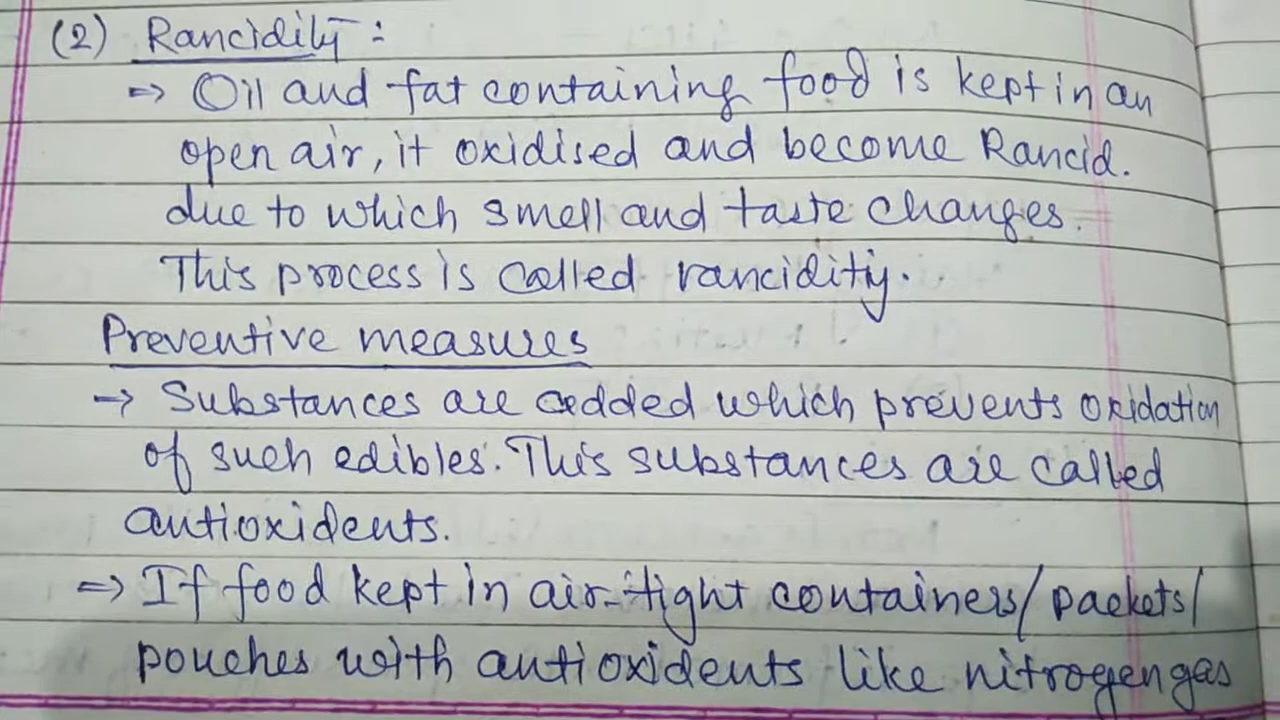 (2) Rancidity :
⇒ Oil and fat containing food is kept in an
open air, it oxidised and become Rancid.
due to which smell and taste changes.
This process is called rancidity.
Preventive measures
→ Substances are added which prevents oxidation
of such edibles. This substances are called
antioxidents.
⇒ If food kept in air-tight containers/packets/
pouches with antioxidents like nitrogen gas